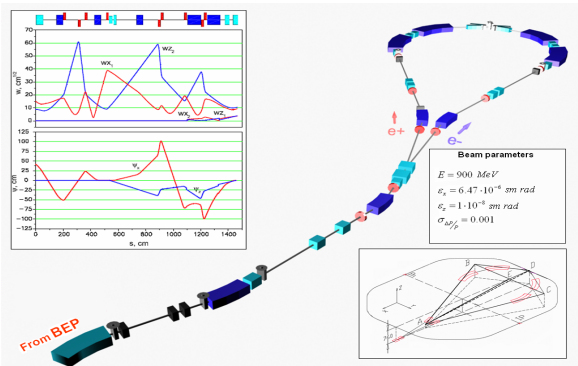 70
60
50
40
30
20
10
0
w, cm^1/2
WX₁
WZ₂
WX₂
WZ₁
125
100
75
50
25
0
-25
-50
-75
-100
-125
Ψ, cm
Ψx
Ψz
0 200 400 600 800 1000 1200 1400
s, cm
e+
e-
From BEP
Beam parameters
E = 900 MeV
εx = 6.47·10⁻⁶ sm rad
εz = 1·10⁻⁸ sm rad
σΔP/P = 0.001
B
D
C
A
z